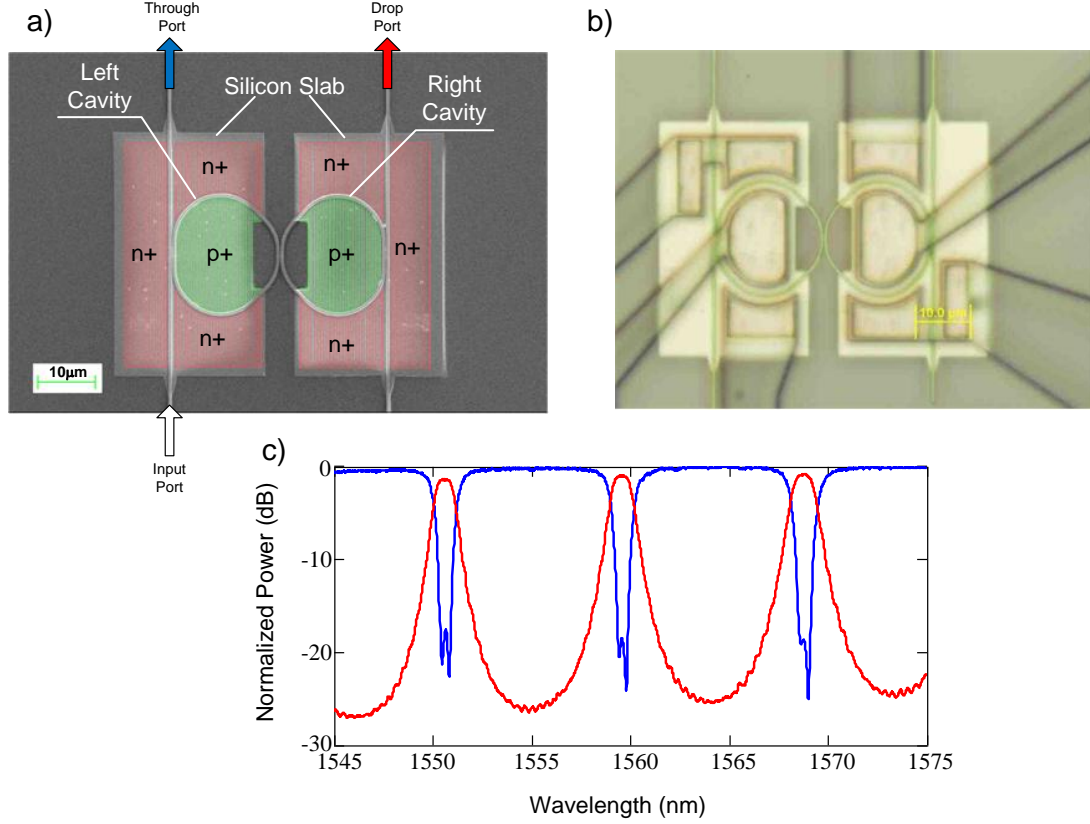 a)
Through
Port
Drop
Port
b)
Left
Cavity
Silicon Slab
Right
Cavity
n+
n+
n+
p+
p+
n+
n+
n+
10μm
10.0 μm
Input
Port
c)
Normalized Power (dB)
0
-10
-20
-30
1545
1550
1555
1560
1565
1570
1575
Wavelength (nm)